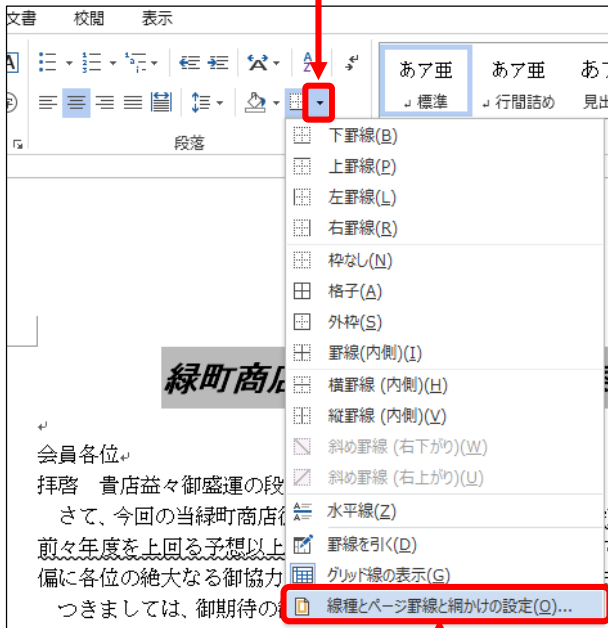 文書 校閲 表示
A
あア亜 あア亜 あア
↲ 標準 ↲ 行間詰め 見出
段落
下罫線(B)
上罫線(P)
左罫線(L)
右罫線(R)
枠なし(N)
格子(A)
外枠(S)
罫線(内側)(I)
横罫線 (内側)(H)
縦罫線 (内側)(V)
斜め罫線 (右下がり)(W)
斜め罫線 (右上がり)(U)
水平線(Z)
罫線を引く(D)
グリッド線の表示(G)
線種とページ罫線と網かけの設定(O)...
緑町商店
会員各位
拝啓 貴店益々御盛運の段
さて、今回の当緑町商店
前々年度を上回る予想以上
偏に各位の絶大なる御協力
つきましては、御期待の